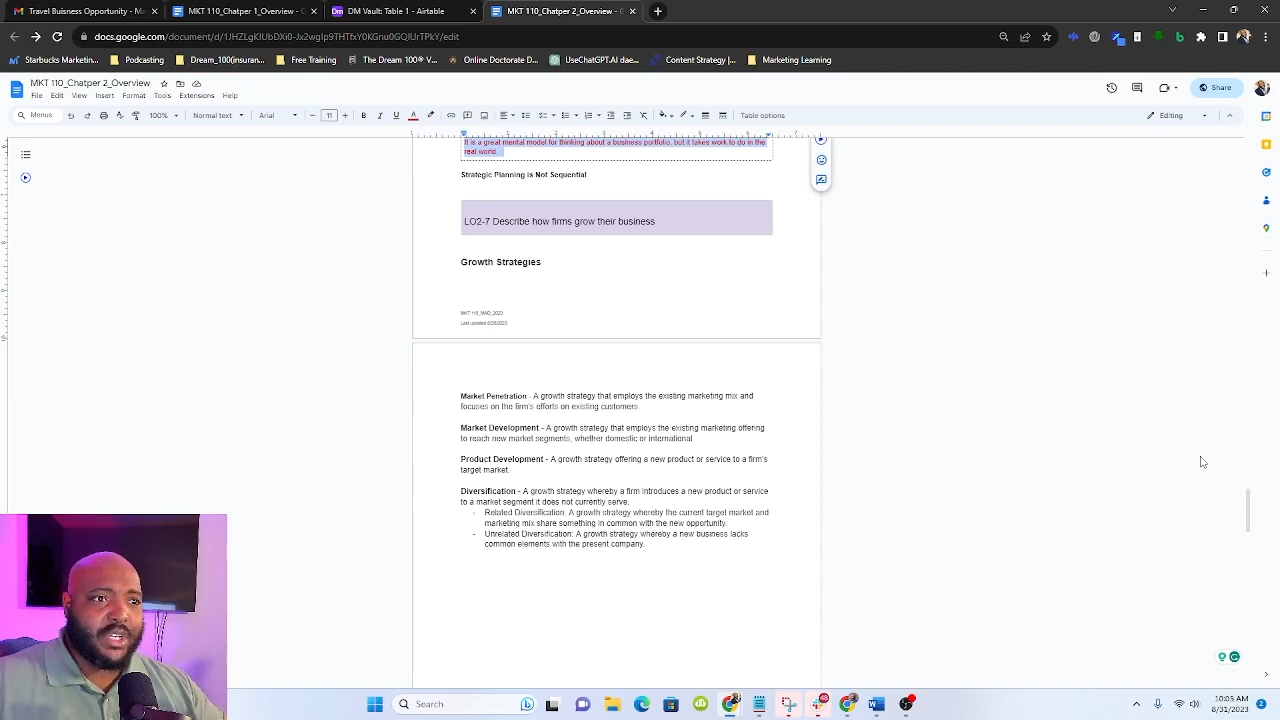 Travel Buisness Opportunity - Me
MKT 110_Chapter 1_Overview - G
DM Vault: Table 1 - Airtable
MKT 110_Chatper 2_Overview - G
docs.google.com/document/d/1JHZLgKIUbDXi0-Jx2wgIp9THTfxY0KGnu0GQIUrTPkY/edit
Starbucks Marketin...
Podcasting
Dream_100(insuran...
Free Training
The Dream 100® V...
Online Doctorate D...
UseChatGPT.AI dae...
Content Strategy |...
Marketing Learning
MKT 110_Chatper 2_Overview
File Edit View Insert Format Tools Extensions Help
Share
Menus
100%
Normal text
Arial
11
Table options
Editing
It is a great mental model for thinking about a business portfolio, but it takes work to do in the
real world.
Strategic Planning is Not Sequential
LO2-7 Describe how firms grow their business
Growth Strategies
Last updated
Market Penetration - A growth strategy that employs the existing marketing mix and
focuses on the firm's efforts on existing customers.
Market Development - A growth strategy that employs the existing marketing offering
to reach new market segments, whether domestic or international.
Product Development - A growth strategy offering a new product or service to a firm's
target market.
Diversification - A growth strategy whereby a firm introduces a new product or service
to a market segment it does not currently serve.
- Related Diversification: A growth strategy whereby the current target market and
marketing mix share something in common with the new opportunity.
- Unrelated Diversification: A growth strategy whereby a new business lacks
common elements with the present company.
Search
10:05 AM
8/31/2023